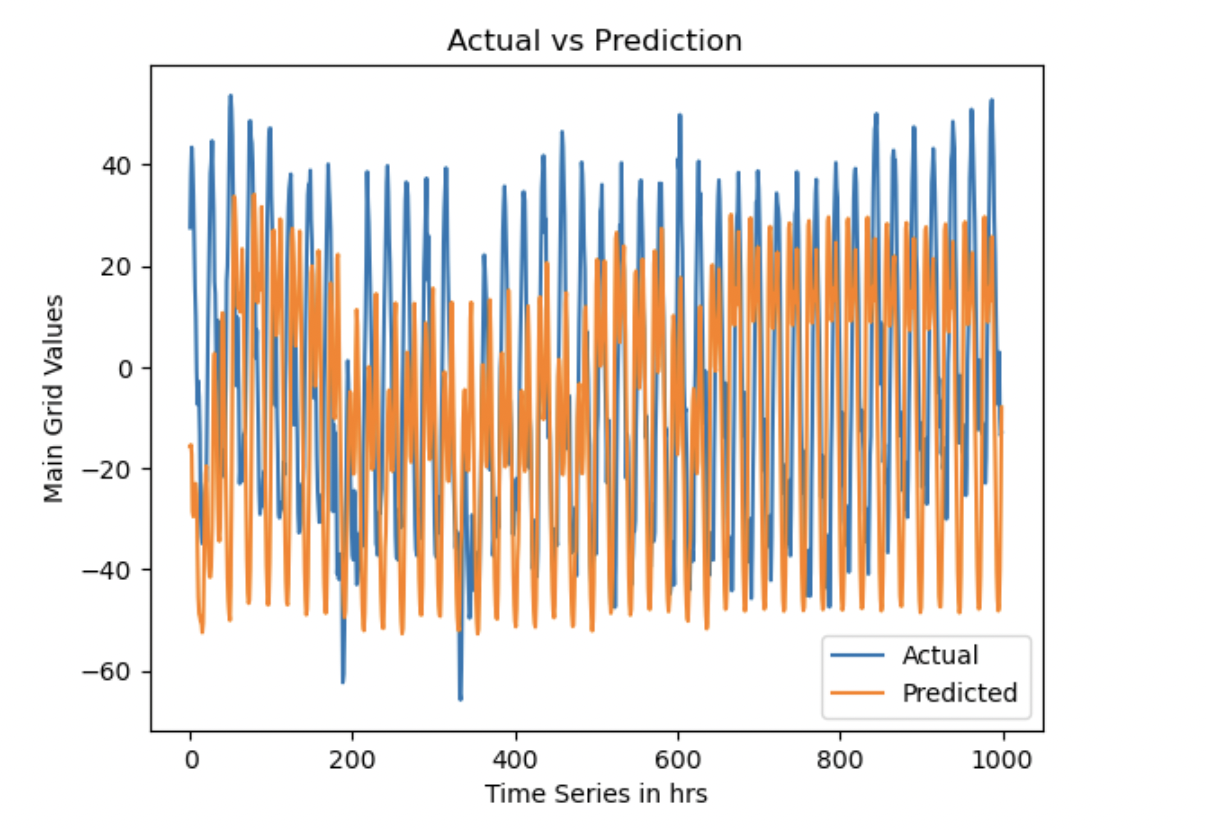 Actual vs Prediction
Main Grid Values
40
20
0
−20
−40
−60
Actual
Predicted
0 200 400 600 800 1000
Time Series in hrs